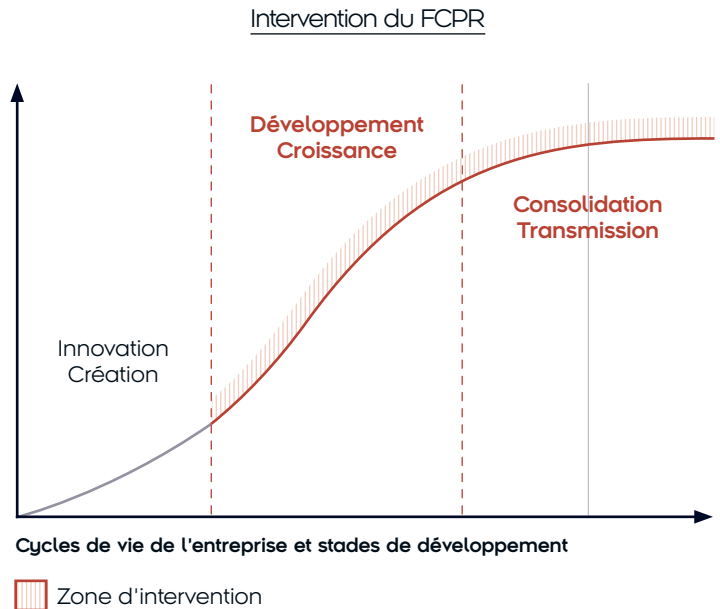 Intervention du FCPR
Développement
Croissance
Consolidation
Transmission
Innovation
Création
Cycles de vie de l'entreprise et stades de développement
Zone d'intervention